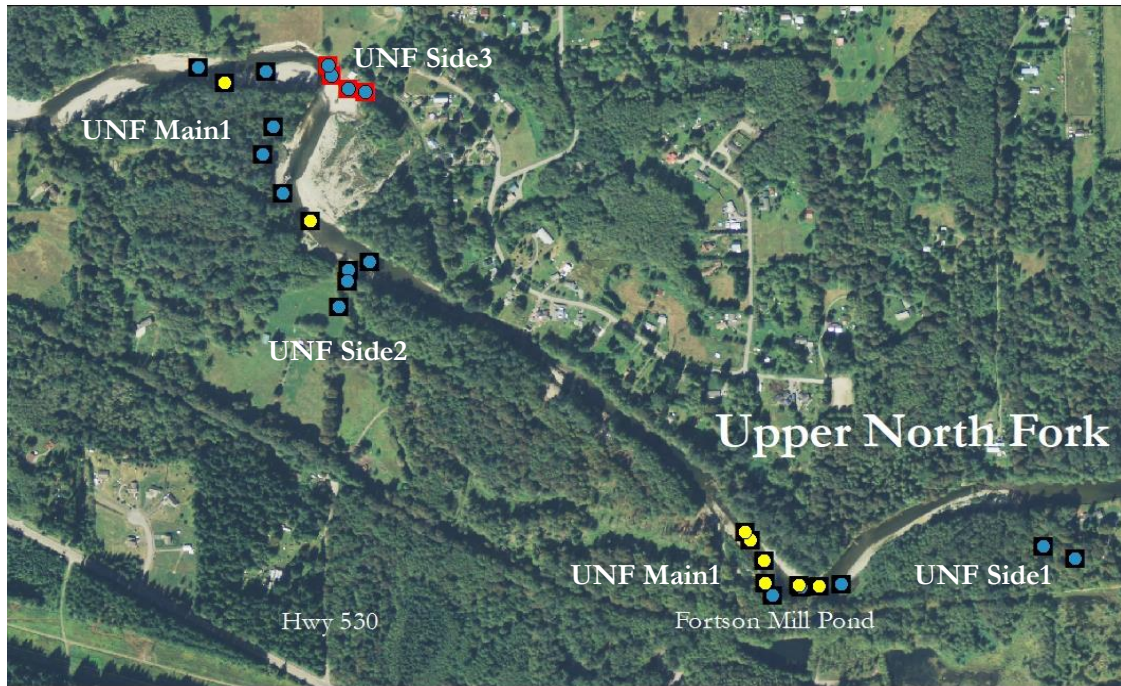 UNF Side3
UNF Main1
UNF Side2
Upper North Fork
UNF Main1
UNF Side1
Hwy 530
Fortson Mill Pond